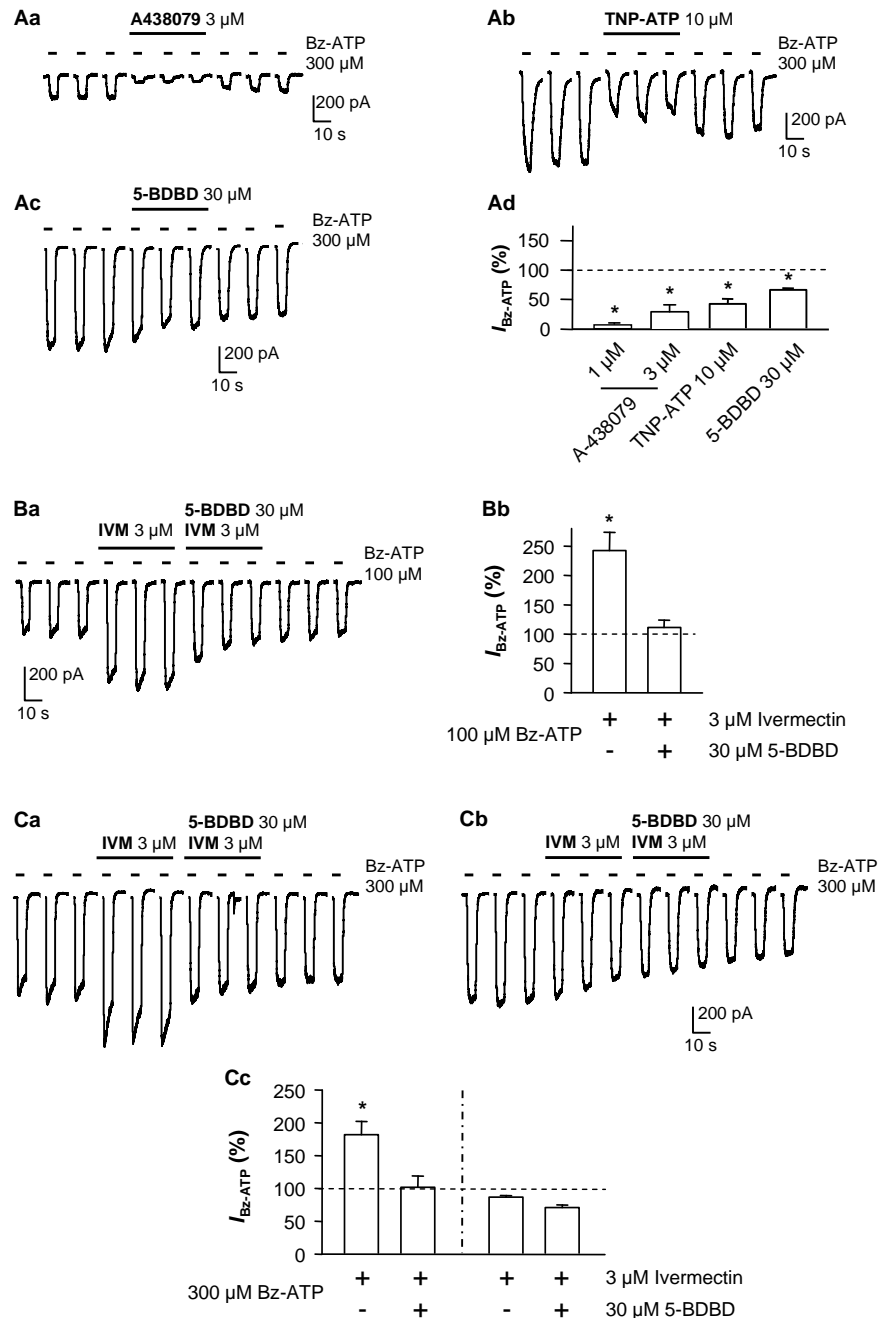 Aa
A438079 3 µM
Bz-ATP
300 µM
200 pA
10 s
Ab
TNP-ATP 10 µM
Bz-ATP
300 µM
200 pA
10 s
Ac
5-BDBD 30 µM
Bz-ATP
300 µM
200 pA
10 s
Ad
150
100
50
0
IBz-ATP (%)
*
*
*
*
1 µM
3 µM
A-438079
TNP-ATP 10 µM
5-BDBD 30 µM
Ba
5-BDBD 30 µM
IVM 3 µM
IVM 3 µM
Bz-ATP
100 µM
200 pA
10 s
Bb
250
200
150
100
50
0
IBz-ATP (%)
*
+ + 3 µM Ivermectin
100 µM Bz-ATP
- + 30 µM 5-BDBD
Ca
5-BDBD 30 µM
IVM 3 µM
IVM 3 µM
Bz-ATP
300 µM
Cb
5-BDBD 30 µM
IVM 3 µM
IVM 3 µM
Bz-ATP
300 µM
200 pA
10 s
Cc
250
200
150
100
50
0
IBz-ATP (%)
*
+ + + + 3 µM Ivermectin
300 µM Bz-ATP
- + - + 30 µM 5-BDBD